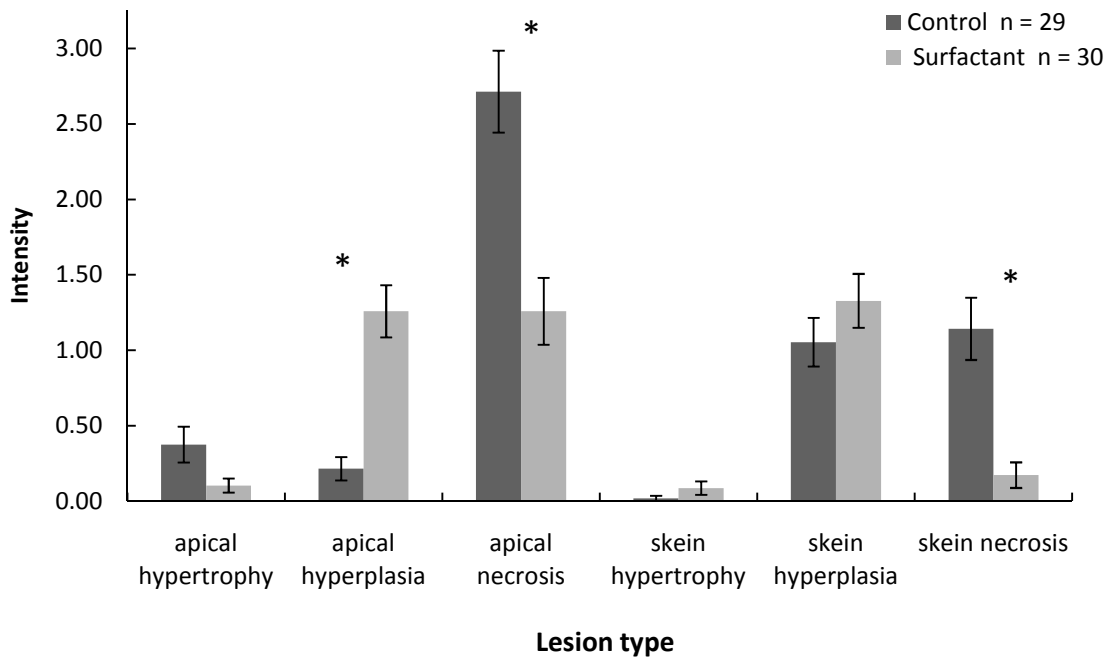 Control n = 29
Surfactant n = 30
Intensity
3.00
2.50
2.00
1.50
1.00
0.50
0.00
*
*
*
apical
hypertrophy
apical
hyperplasia
apical
necrosis
skein
hypertrophy
skein
hyperplasia
skein necrosis
Lesion type